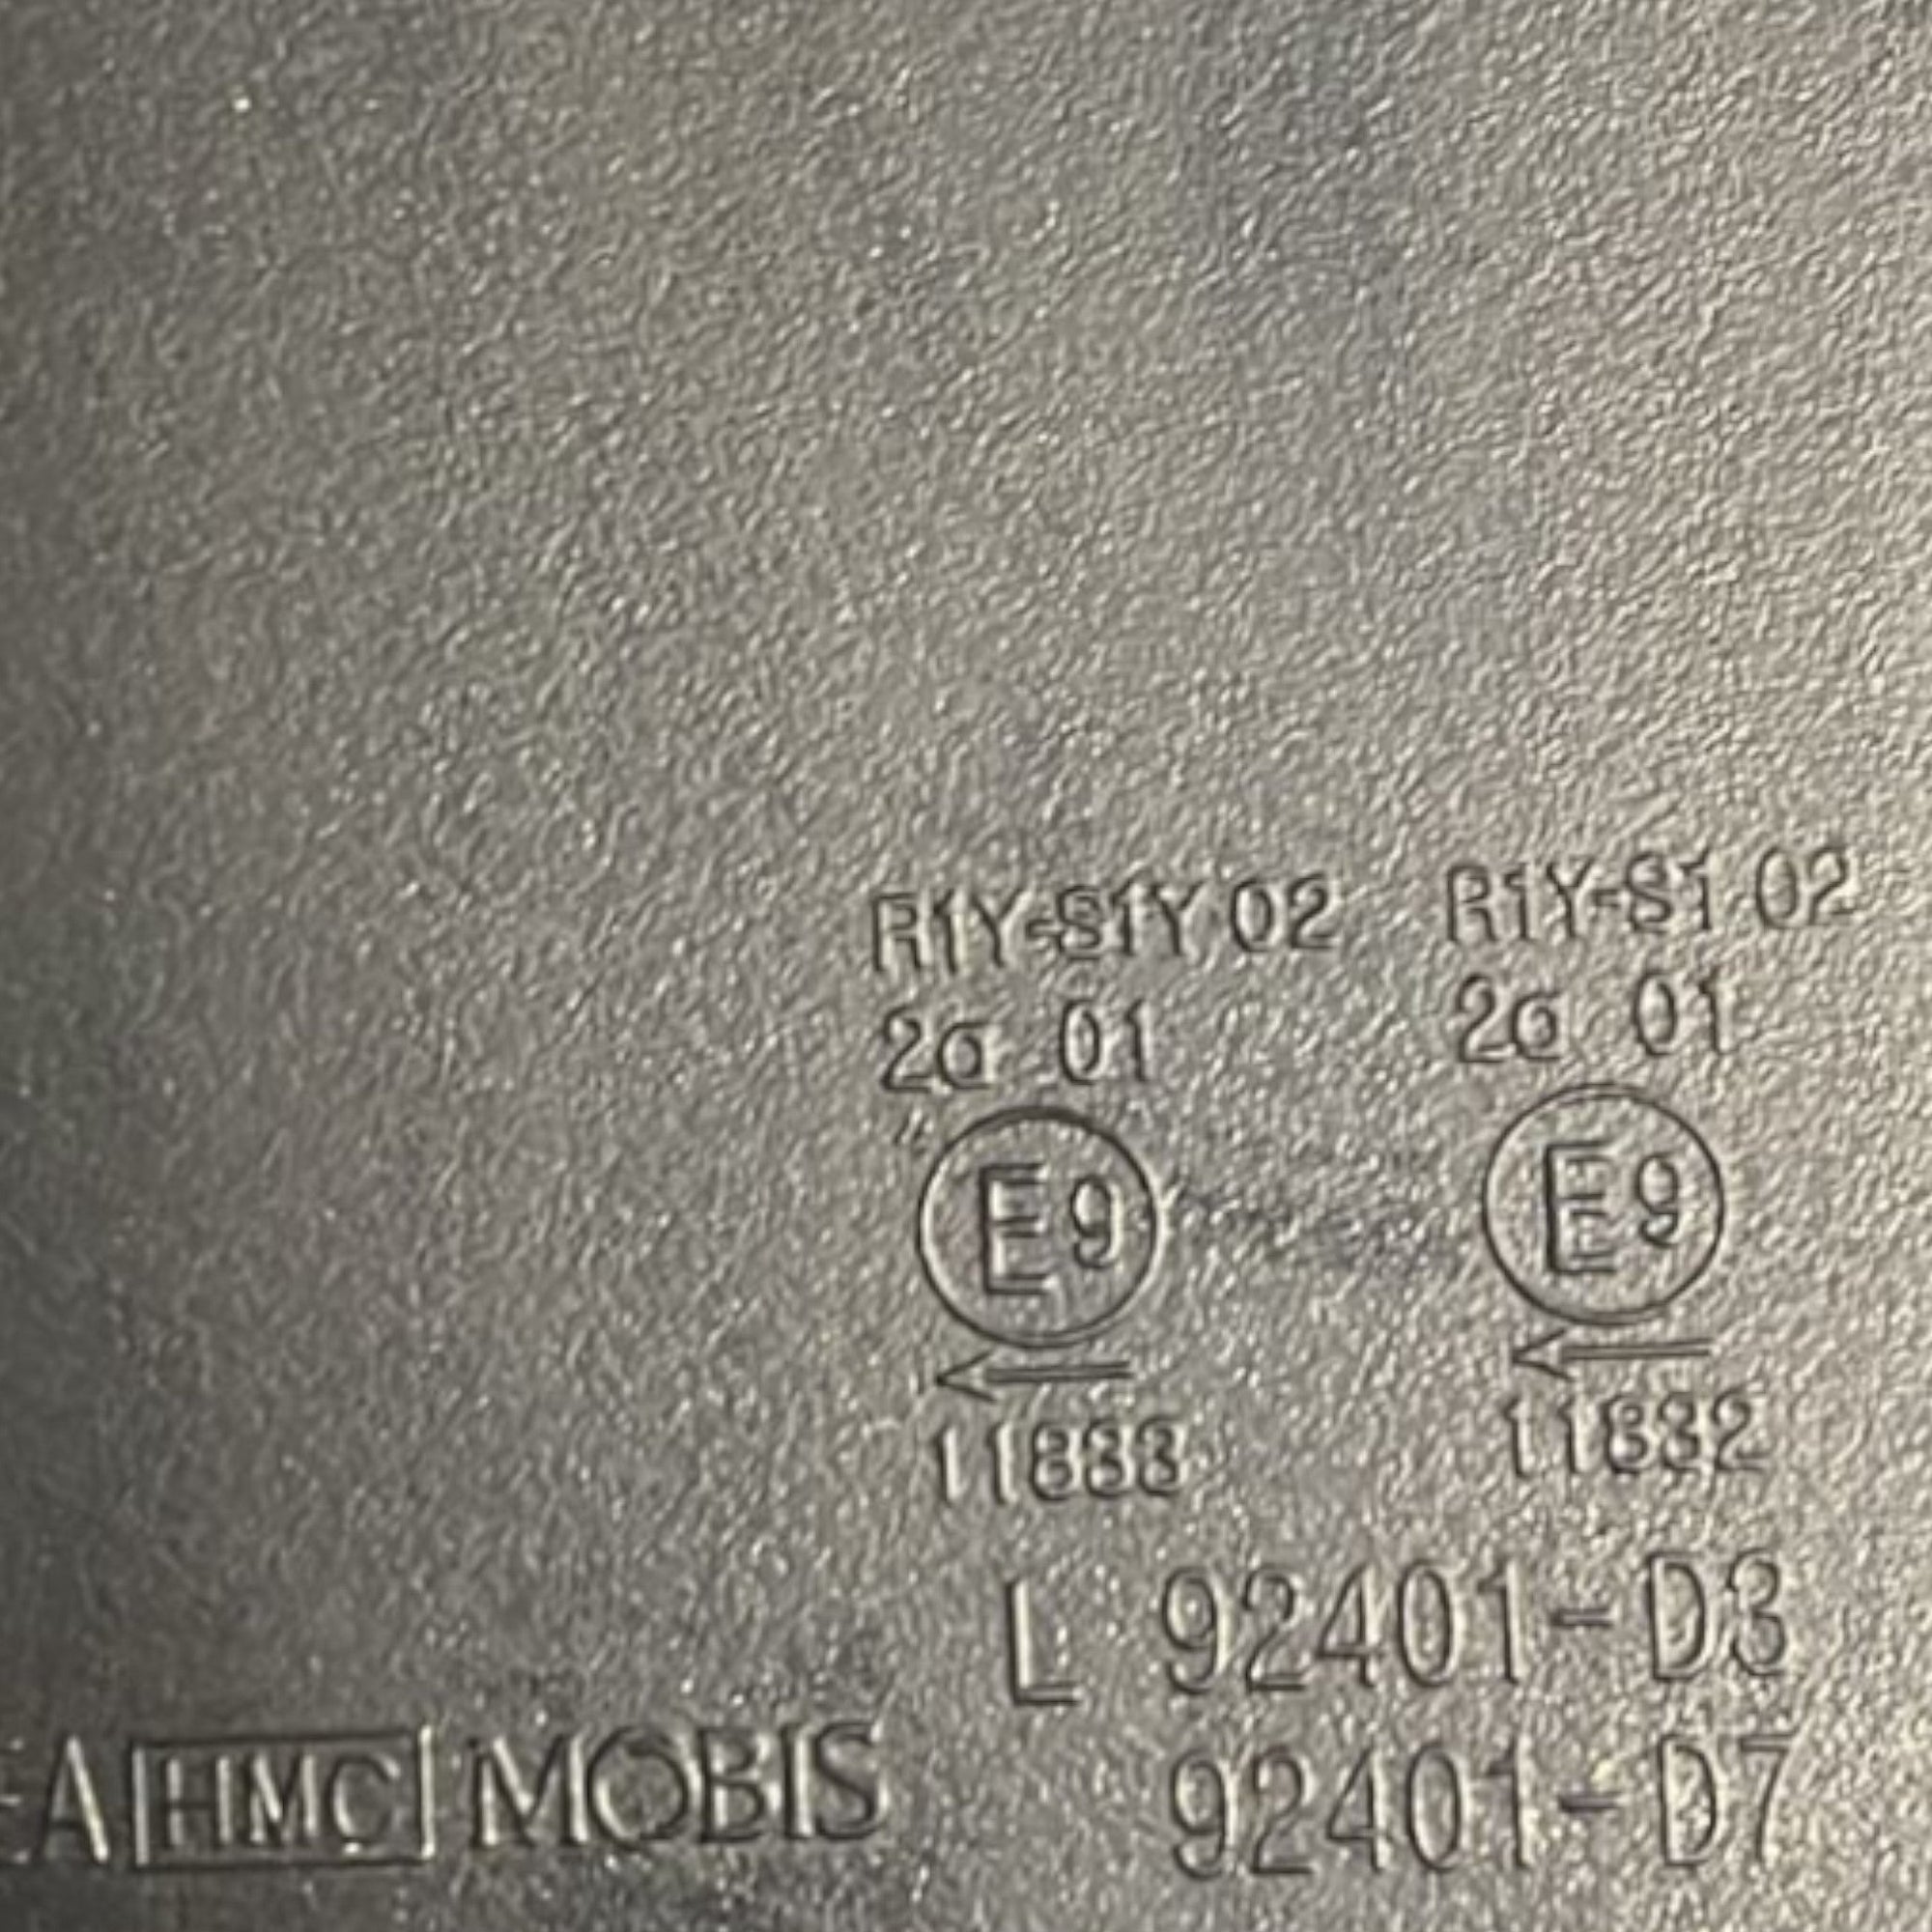 R1Y-S1Y 02 R1Y-S1 02
2a 01 2a 01
E9 E9
← ←
11833 11832
L 92401-D3
EA HMC MOBIS 92401-D7